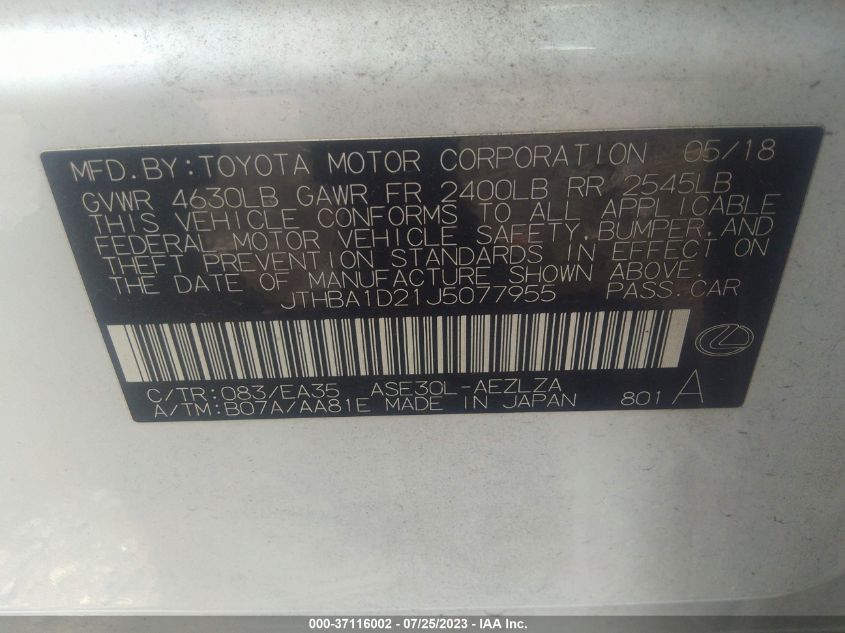 MFD.BY:TOYOTA MOTOR CORPORATION 05/18
GVWR 4630LB GAWR FR 2400LB RR 2545LB
THIS VEHICLE CONFORMS TO ALL APPLICABLE
FEDERAL MOTOR VEHICLE SAFETY,BUMPER,AND
THEFT PREVENTION STANDARDS IN EFFECT ON
THE DATE OF MANUFACTURE SHOWN ABOVE.
JTHBA1D21J5077955 PASS.CAR
C/TR:083/EA35 ASE30L-AEZLZA
A/TM:B07A/AA81E MADE IN JAPAN 801 A
000-37116002 - 07/25/2023 - IAA Inc.